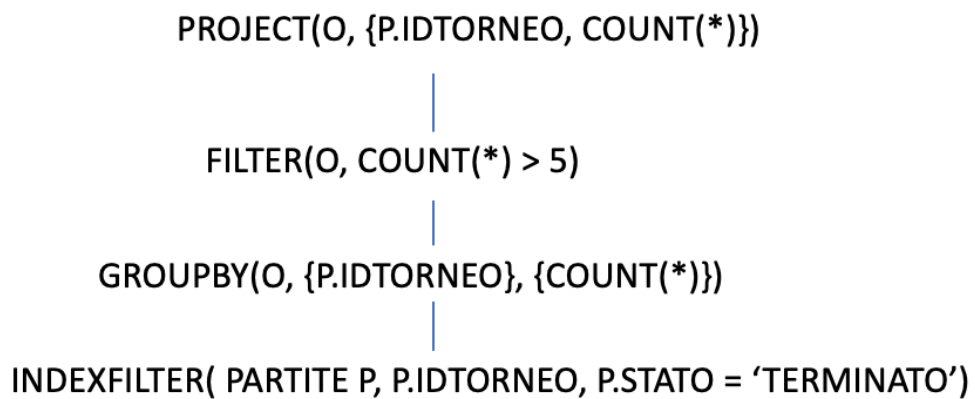 PROJECT(O, {P.IDTORNEO, COUNT(*)})
FILTER(O, COUNT(*) > 5)
GROUPBY(O, {P.IDTORNEO}, {COUNT(*)})
INDEXFILTER( PARTITE P, P.IDTORNEO, P.STATO = ‘TERMINATO’)